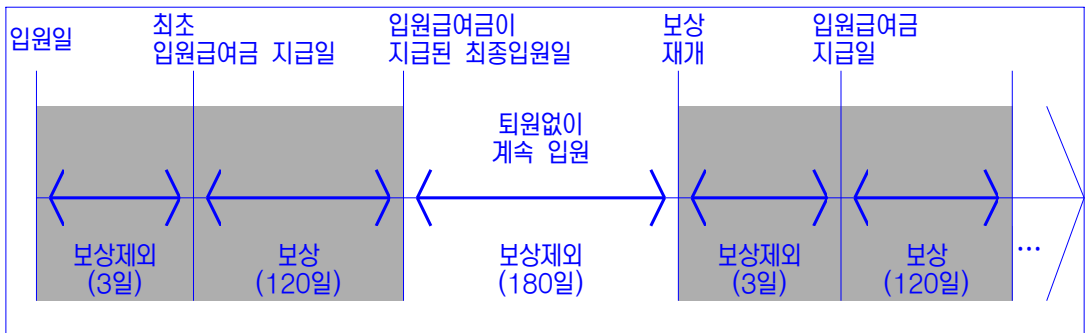 입원일
최초
입원급여금 지급일
입원급여금이
지급된 최종입원일
보상
재개
입원급여금
지급일
퇴원없이
계속 입원
보상제외
(3일)
보상
(120일)
보상제외
(180일)
보상제외
(3일)
보상
(120일)
...